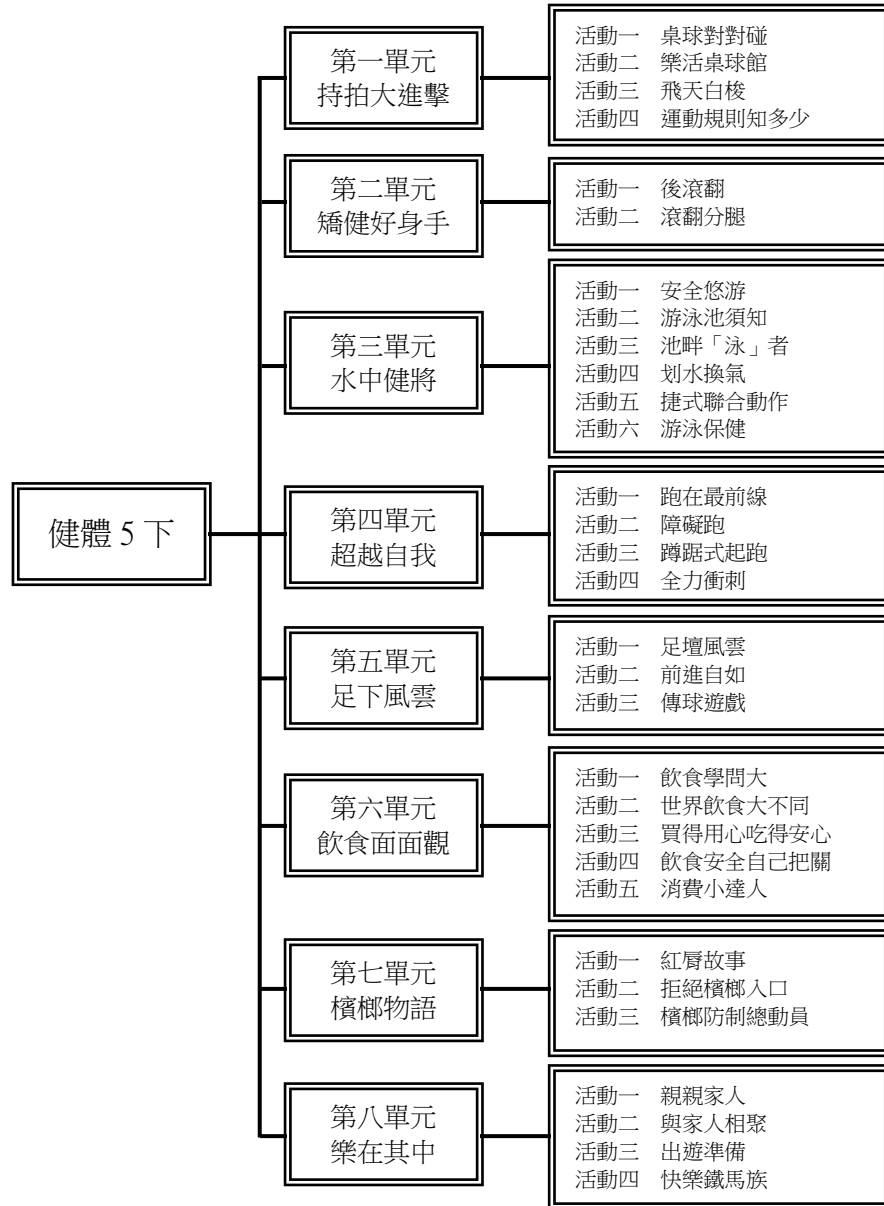 健體 5 下
第一單元
持拍大進擊
活動一　桌球對對碰
活動二　樂活桌球館
活動三　飛天白梭
活動四　運動規則知多少
第二單元
矯健好身手
活動一　後滾翻
活動二　滾翻分腿
第三單元
水中健將
活動一　安全悠游
活動二　游泳池須知
活動三　池畔「泳」者
活動四　划水換氣
活動五　捷式聯合動作
活動六　游泳保健
第四單元
超越自我
活動一　跑在最前線
活動二　障礙跑
活動三　蹲踞式起跑
活動四　全力衝刺
第五單元
足下風雲
活動一　足壇風雲
活動二　前進自如
活動三　傳球遊戲
第六單元
飲食面面觀
活動一　飲食學問大
活動二　世界飲食大不同
活動三　買得用心吃得安心
活動四　飲食安全自己把關
活動五　消費小達人
第七單元
檳榔物語
活動一　紅脣故事
活動二　拒絕檳榔入口
活動三　檳榔防制總動員
第八單元
樂在其中
活動一　親親家人
活動二　與家人相聚
活動三　出遊準備
活動四　快樂鐵馬族